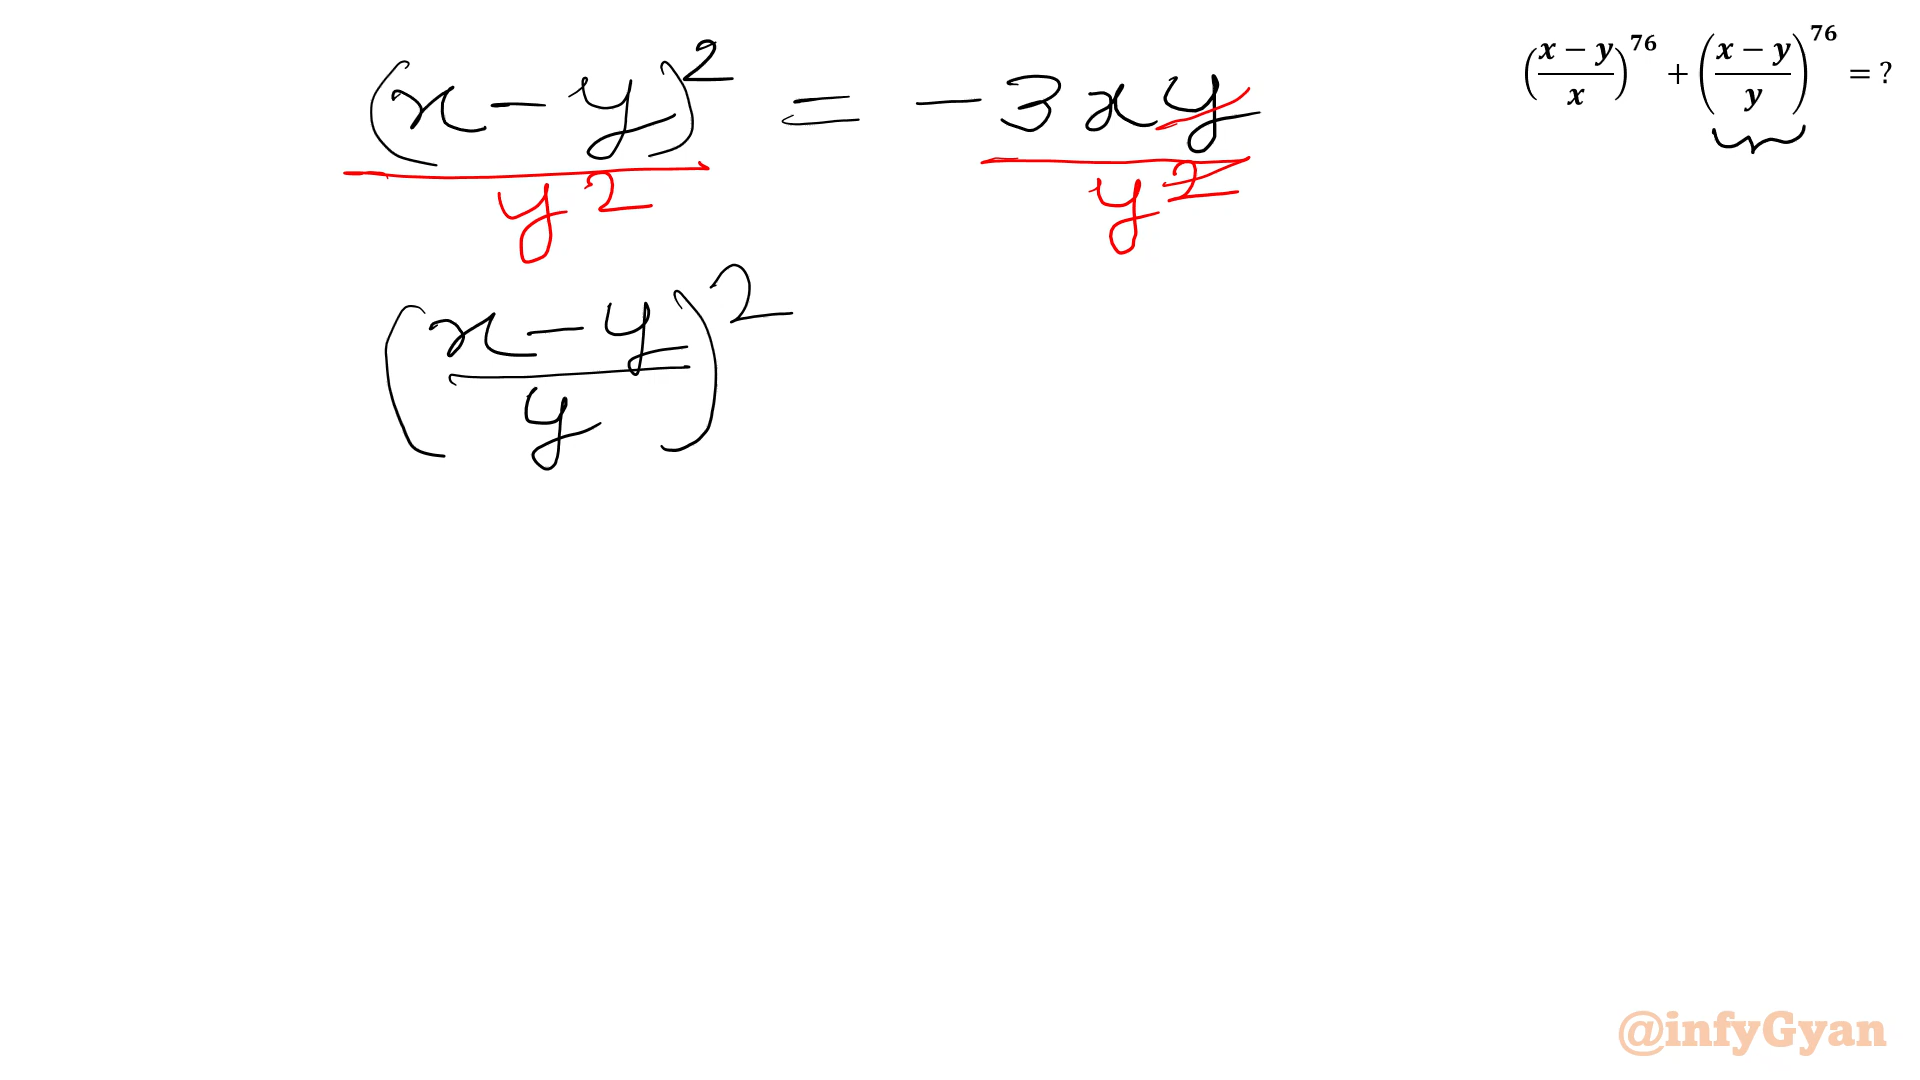 (x − y)² / y² = −3xy / y²
((x − y)/x)⁷⁶ + ((x − y)/y)⁷⁶ = ?
((x − y)/y)²
@infyGyan